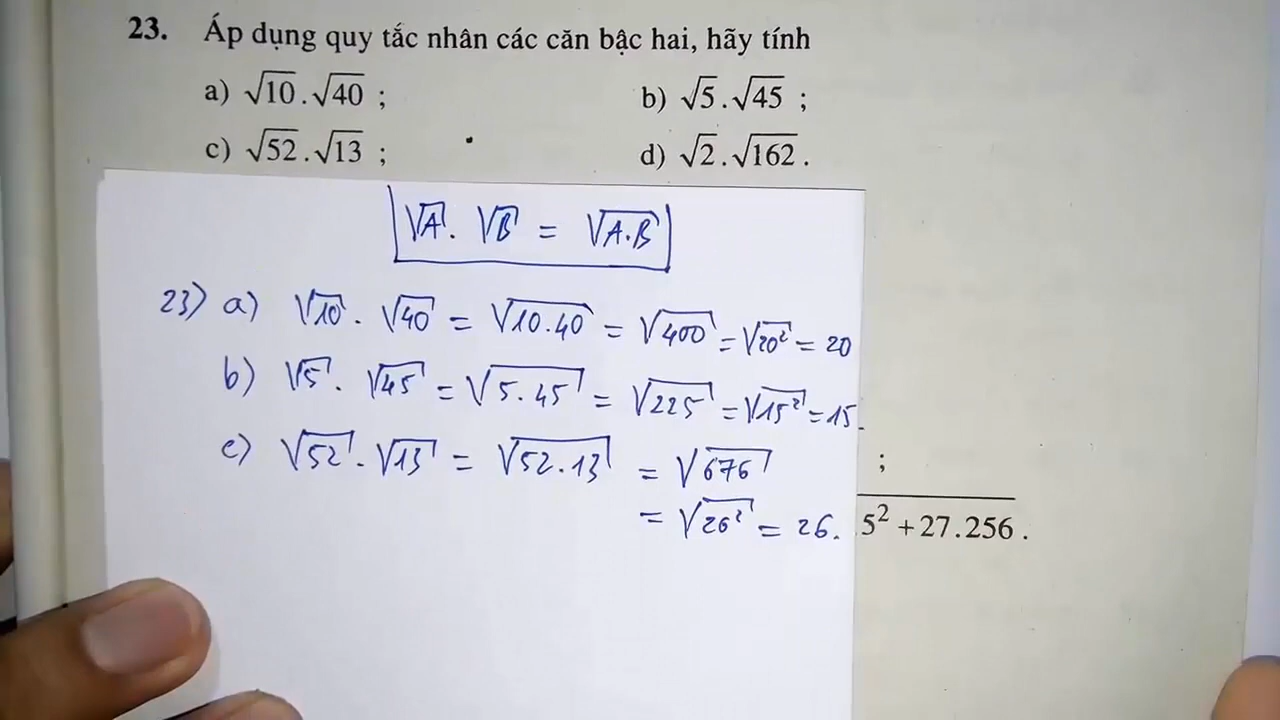 23. Áp dụng quy tắc nhân các căn bậc hai, hãy tính
a) √10.√40 ; b) √5.√45 ;
c) √52.√13 ; d) √2.√162 .
√A . √B = √A.B
23) a) √10 . √40 = √10.40 = √400 = √20² = 20
b) √5 . √45 = √5.45 = √225 = √15² = 15.
c) √52 . √13 = √52.13 = √676
= √26² = 26.
;
5² + 27.256 .